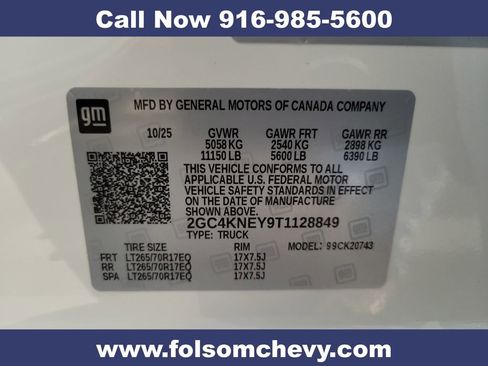 Call Now 916-985-5600
gm
MFD BY GENERAL MOTORS OF CANADA COMPANY
10/25 GVWR GAWR FRT GAWR RR
5058 KG 2540 KG 2898 KG
11150 LB 5600 LB 6390 LB
THIS VEHICLE CONFORMS TO ALL
APPLICABLE U.S. FEDERAL MOTOR
VEHICLE SAFETY STANDARDS IN EFFECT
ON THE DATE OF MANUFACTURE SHOWN ABOVE.
2GC4KNEY9T1128849
TYPE: TRUCK
TIRE SIZE RIM MODEL: 99CK20743
FRT LT265/70R17EQ 17X7.5J
RR LT265/70R17EQ 17X7.5J
SPA LT265/70R17EQ 17X7.5J
www.folsomchevy.com